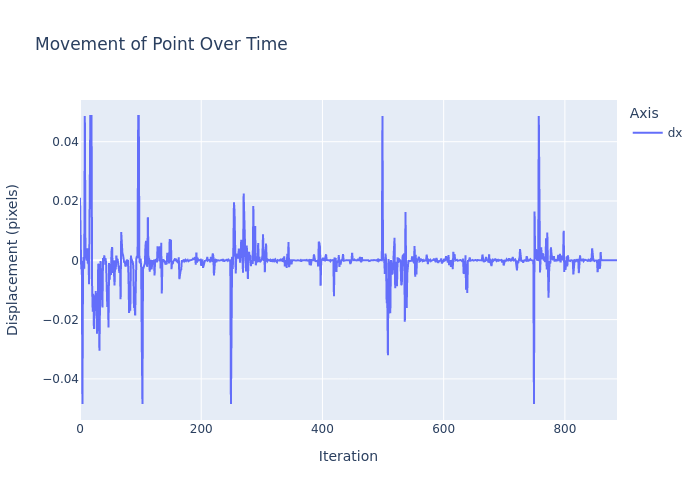 Movement of Point Over Time
Axis
dx
Displacement (pixels)
0.04
0.02
0
−0.02
−0.04
0
200
400
600
800
Iteration